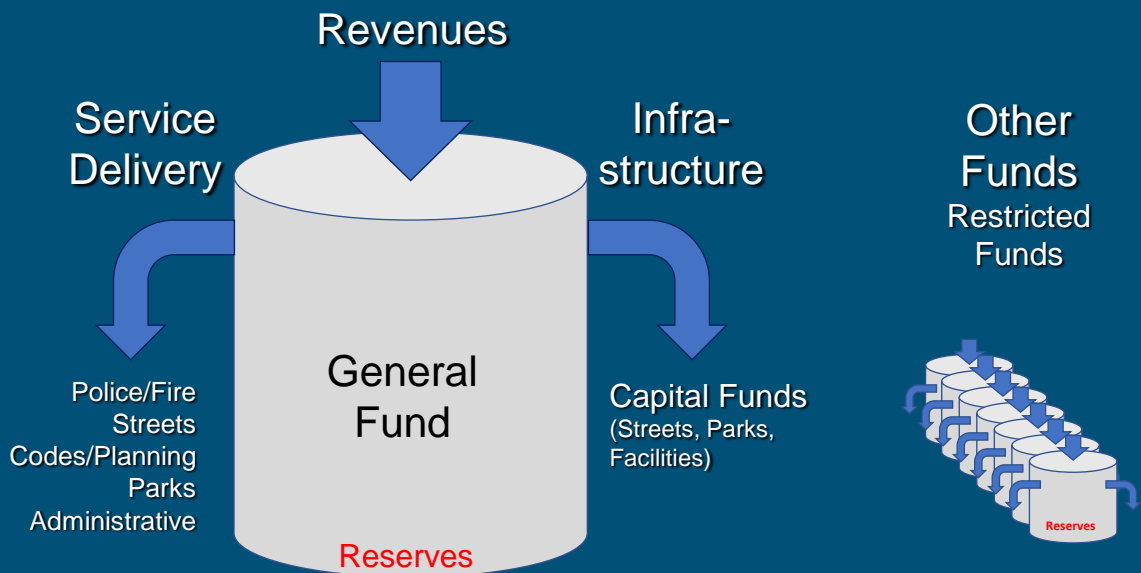 Revenues
Service
Delivery
Infra-
structure
Other
Funds
Restricted
Funds
Police/Fire
Streets
Codes/Planning
Parks
Administrative
General
Fund
Reserves
Capital Funds
(Streets, Parks,
Facilities)
Reserves